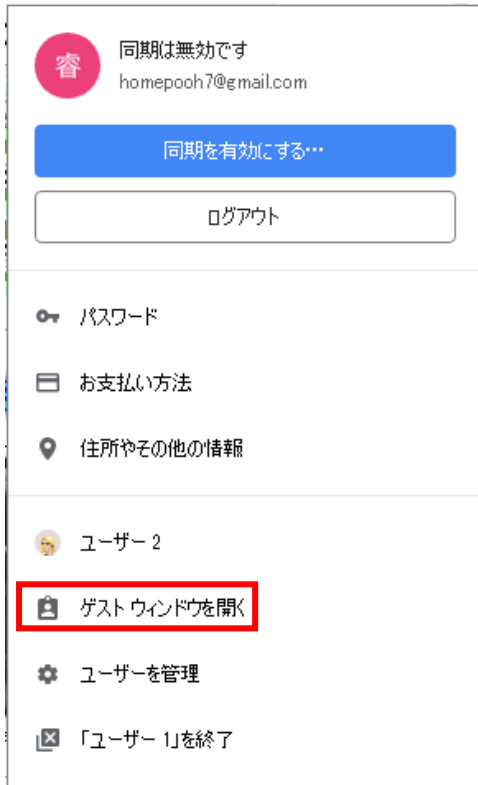 睿
同期は無効です
homepooh7@gmail.com
同期を有効にする…
ログアウト
パスワード
お支払い方法
住所やその他の情報
ユーザー 2
ゲスト ウィンドウを開く
ユーザーを管理
「ユーザー 1」を終了